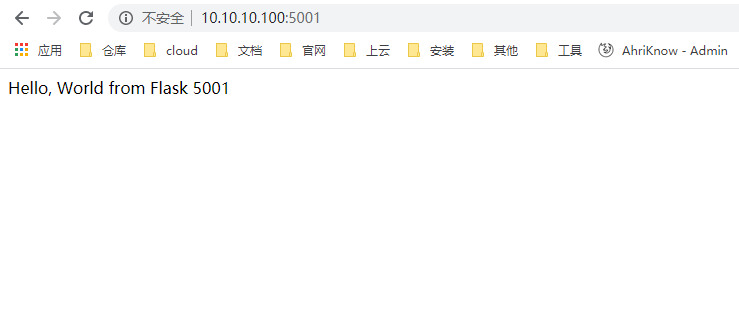 不安全 10.10.10.100:5001
应用 仓库 cloud 文档 官网 上云 安装 其他 工具 AhriKnow - Admin
Hello, World from Flask 5001